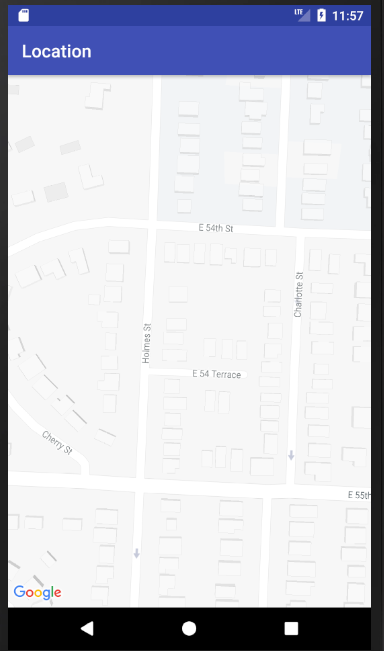 LTE 11:57
Location
E 54th St
Charlotte St
Holmes St
E 54 Terrace
Cherry St
E 55th
Google